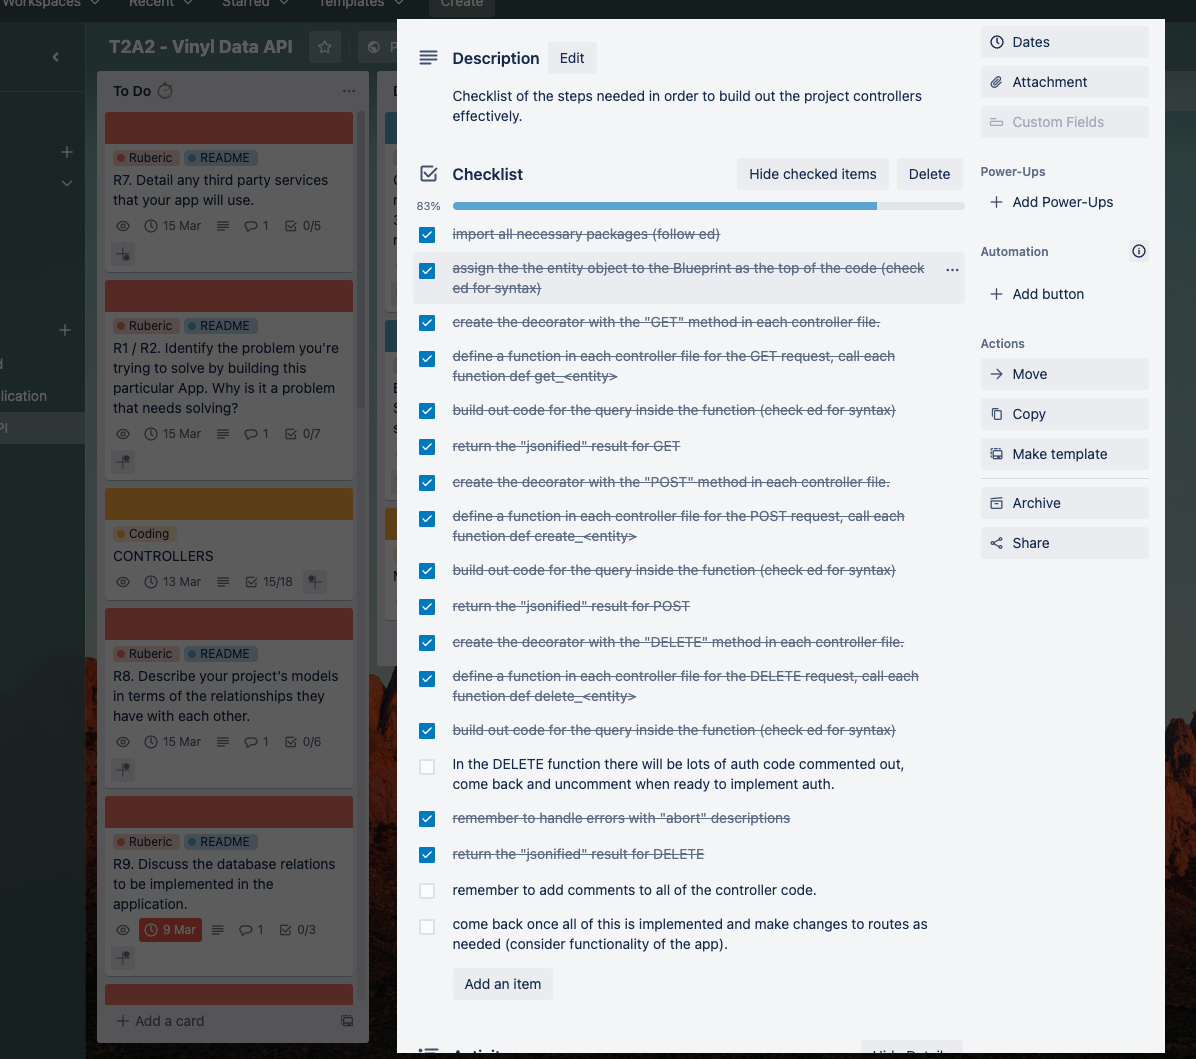 Workspaces
Recent
Starred
Templates
Create
T2A2 - Vinyl Data API
P
lication
To Do
Ruberic
README
R7. Detail any third party services
that your app will use.
15 Mar
1
0/5
Ruberic
README
R1 / R2. Identify the problem you're
trying to solve by building this
particular App. Why is it a problem
that needs solving?
15 Mar
1
0/7
Coding
CONTROLLERS
13 Mar
15/18
Ruberic
README
R8. Describe your project's models
in terms of the relationships they
have with each other.
15 Mar
1
0/6
Ruberic
README
R9. Discuss the database relations
to be implemented in the
application.
9 Mar
1
0/3
Add a card
Description
Edit
Checklist of the steps needed in order to build out the project controllers
effectively.
Checklist
Hide checked items
Delete
83%
import all necessary packages (follow ed)
assign the the entity object to the Blueprint as the top of the code (check
ed for syntax)
create the decorator with the "GET" method in each controller file.
define a function in each controller file for the GET request, call each
function def get_<entity>
build out code for the query inside the function (check ed for syntax)
return the "jsonified" result for GET
create the decorator with the "POST" method in each controller file.
define a function in each controller file for the POST request, call each
function def create_<entity>
build out code for the query inside the function (check ed for syntax)
return the "jsonified" result for POST
create the decorator with the "DELETE" method in each controller file.
define a function in each controller file for the DELETE request, call each
function def delete_<entity>
build out code for the query inside the function (check ed for syntax)
In the DELETE function there will be lots of auth code commented out,
come back and uncomment when ready to implement auth.
remember to handle errors with "abort" descriptions
return the "jsonified" result for DELETE
remember to add comments to all of the controller code.
come back once all of this is implemented and make changes to routes as
needed (consider functionality of the app).
Add an item
Activity
Hide Details
Dates
Attachment
Custom Fields
Power-Ups
Add Power-Ups
Automation
Add button
Actions
Move
Copy
Make template
Archive
Share